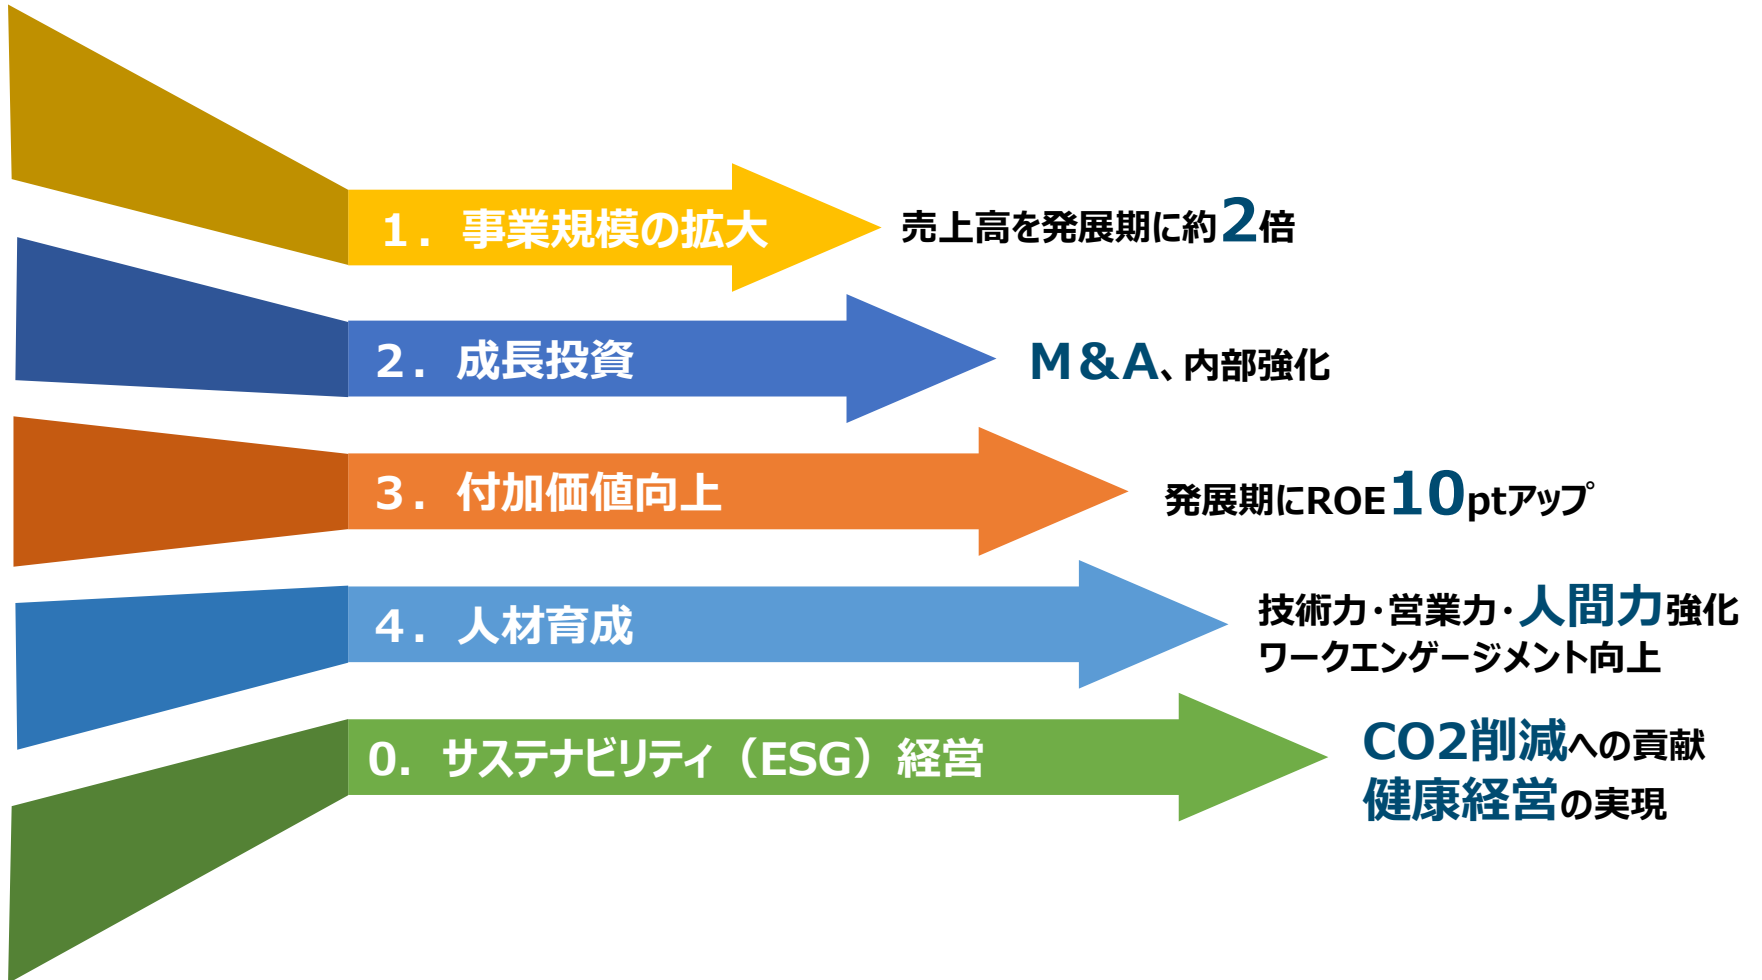 １．事業規模の拡大
売上高を発展期に約２倍
２．成長投資
Ｍ＆Ａ、内部強化
３．付加価値向上
発展期にROE10ptアップ
４．人材育成
技術力・営業力・人間力強化
ワークエンゲージメント向上
0．サステナビリティ（ESG）経営
CO2削減への貢献
健康経営の実現